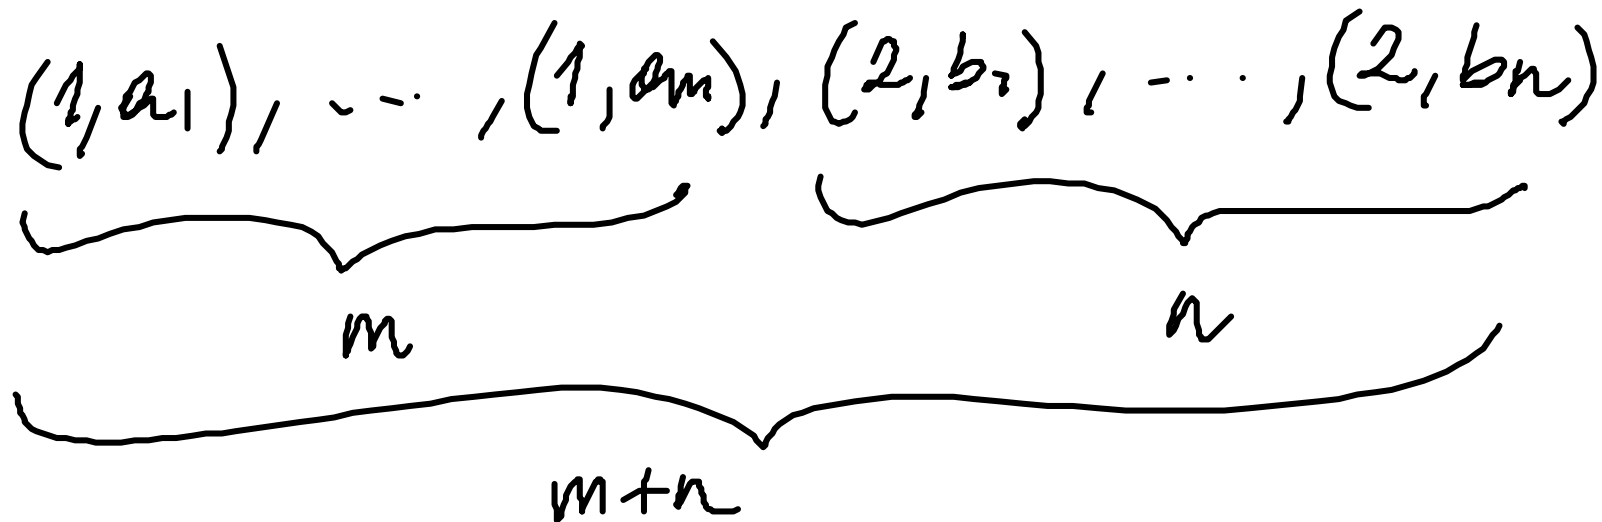 (1, a₁), ...., (1, aₘ), (2, b₁), ...., (2, bₙ)
m n
m+n